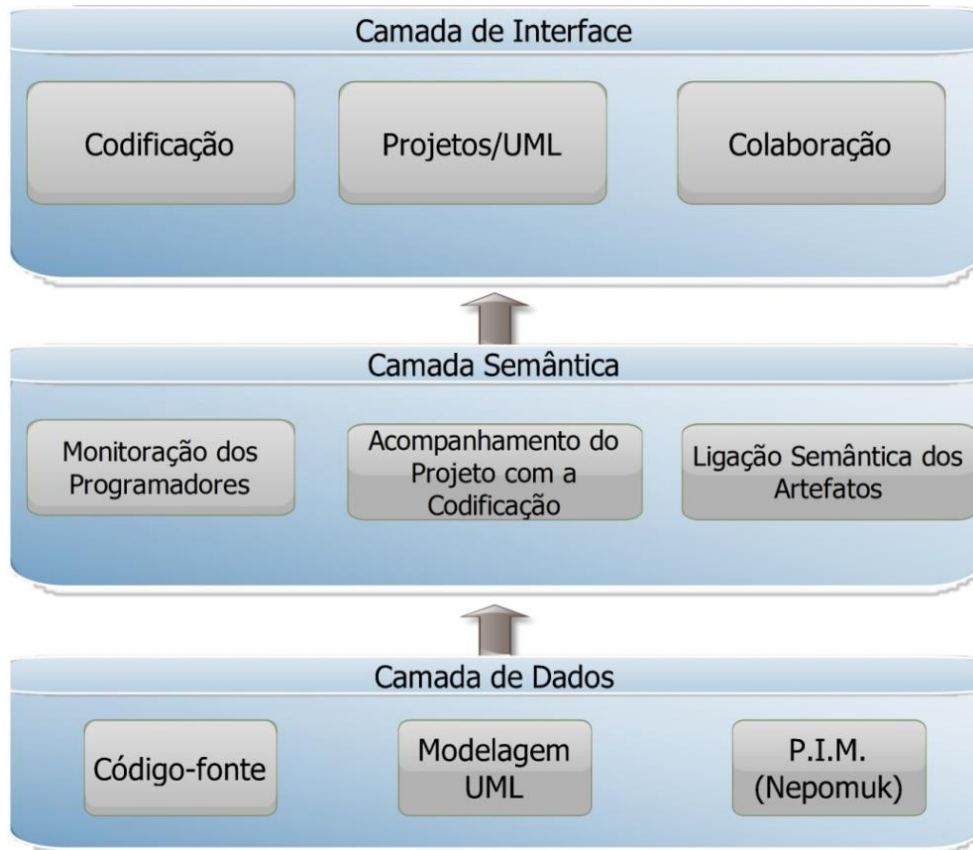 Camada de Interface
Codificação
Projetos/UML
Colaboração
Camada Semântica
Monitoração dos
Programadores
Acompanhamento do
Projeto com a
Codificação
Ligação Semântica dos
Artefatos
Camada de Dados
Código-fonte
Modelagem
UML
P.I.M.
(Nepomuk)